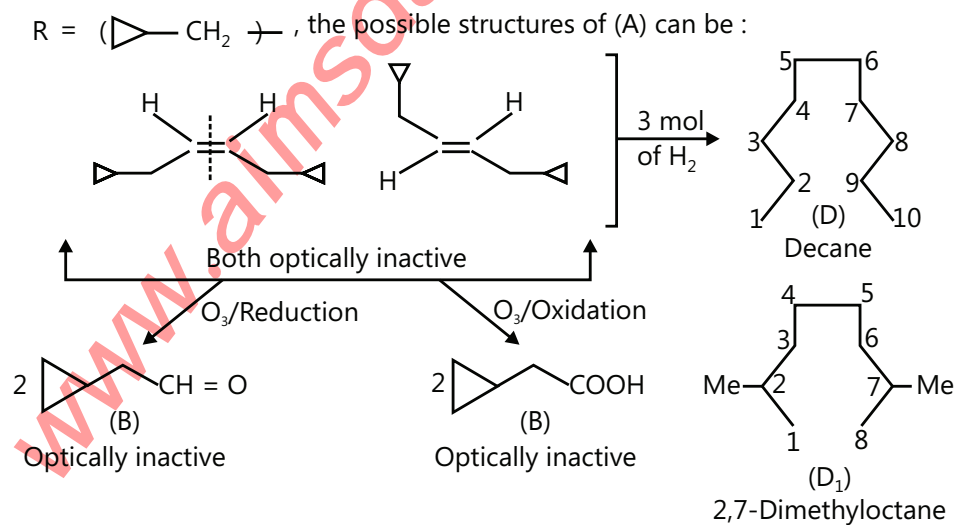 R = (▷— CH2 )— , the possible structures of (A) can be :
H H H H
3 mol
of H2
1 2 3 4 5 6 7 8 9 10
(D)
Decane
Both optically inactive
O3/Reduction
O3/Oxidation
2 CH = O
(B)
Optically inactive
2 COOH
(B)
Optically inactive
1 2 3 4 5 6 7 8
Me Me
(D1)
2,7-Dimethyloctane